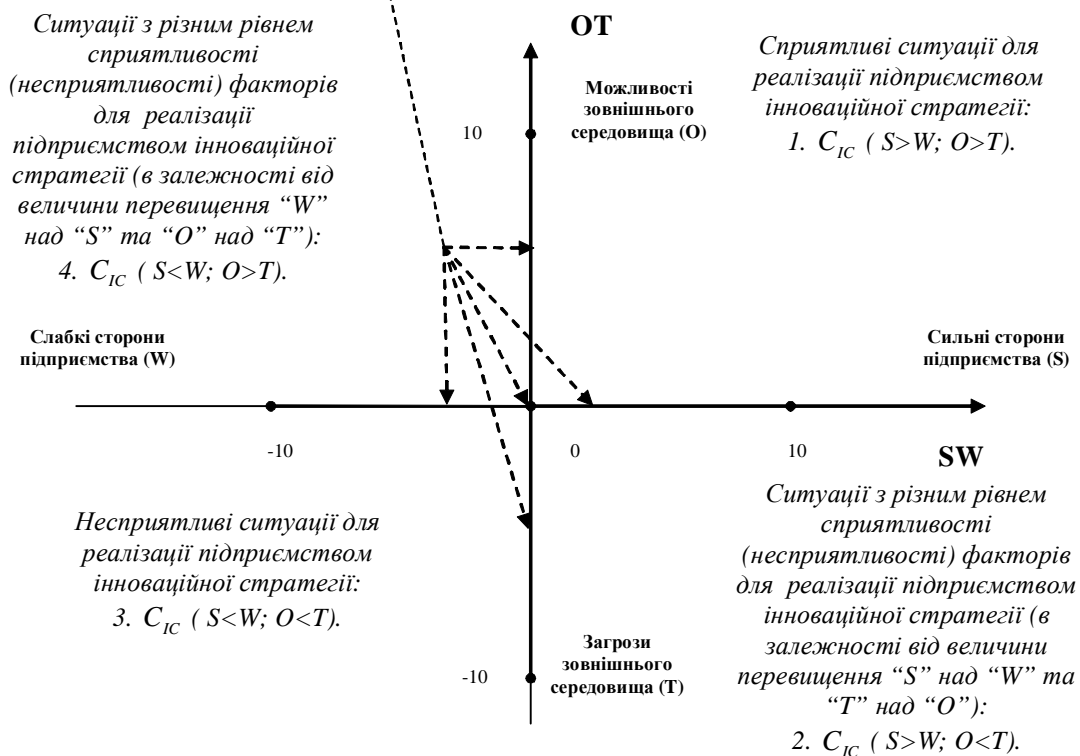 Ситуації з різним рівнем
сприятливості
(несприятливості) факторів
для реалізації
підприємством інноваційної
стратегії (в залежності від
величини перевищення “W”
над “S” та “O” над “T”):
4. C_IC ( S<W; O>T).
OT
Можливості
зовнішнього
середовища (О)
10
Сприятливі ситуації для
реалізації підприємством
інноваційної стратегії:
1. C_IC ( S>W; O>T).
Слабкі сторони
підприємства (W)
Сильні сторони
підприємства (S)
-10
0
10
SW
Несприятливі ситуації для
реалізації підприємством
інноваційної стратегії:
3. C_IC ( S<W; O<T).
Загрози
зовнішнього
середовища (Т)
-10
Ситуації з різним рівнем
сприятливості
(несприятливості) факторів
для реалізації підприємством
інноваційної стратегії (в
залежності від величини
перевищення “S” над “W” та
“T” над “O”):
2. C_IC ( S>W; O<T).